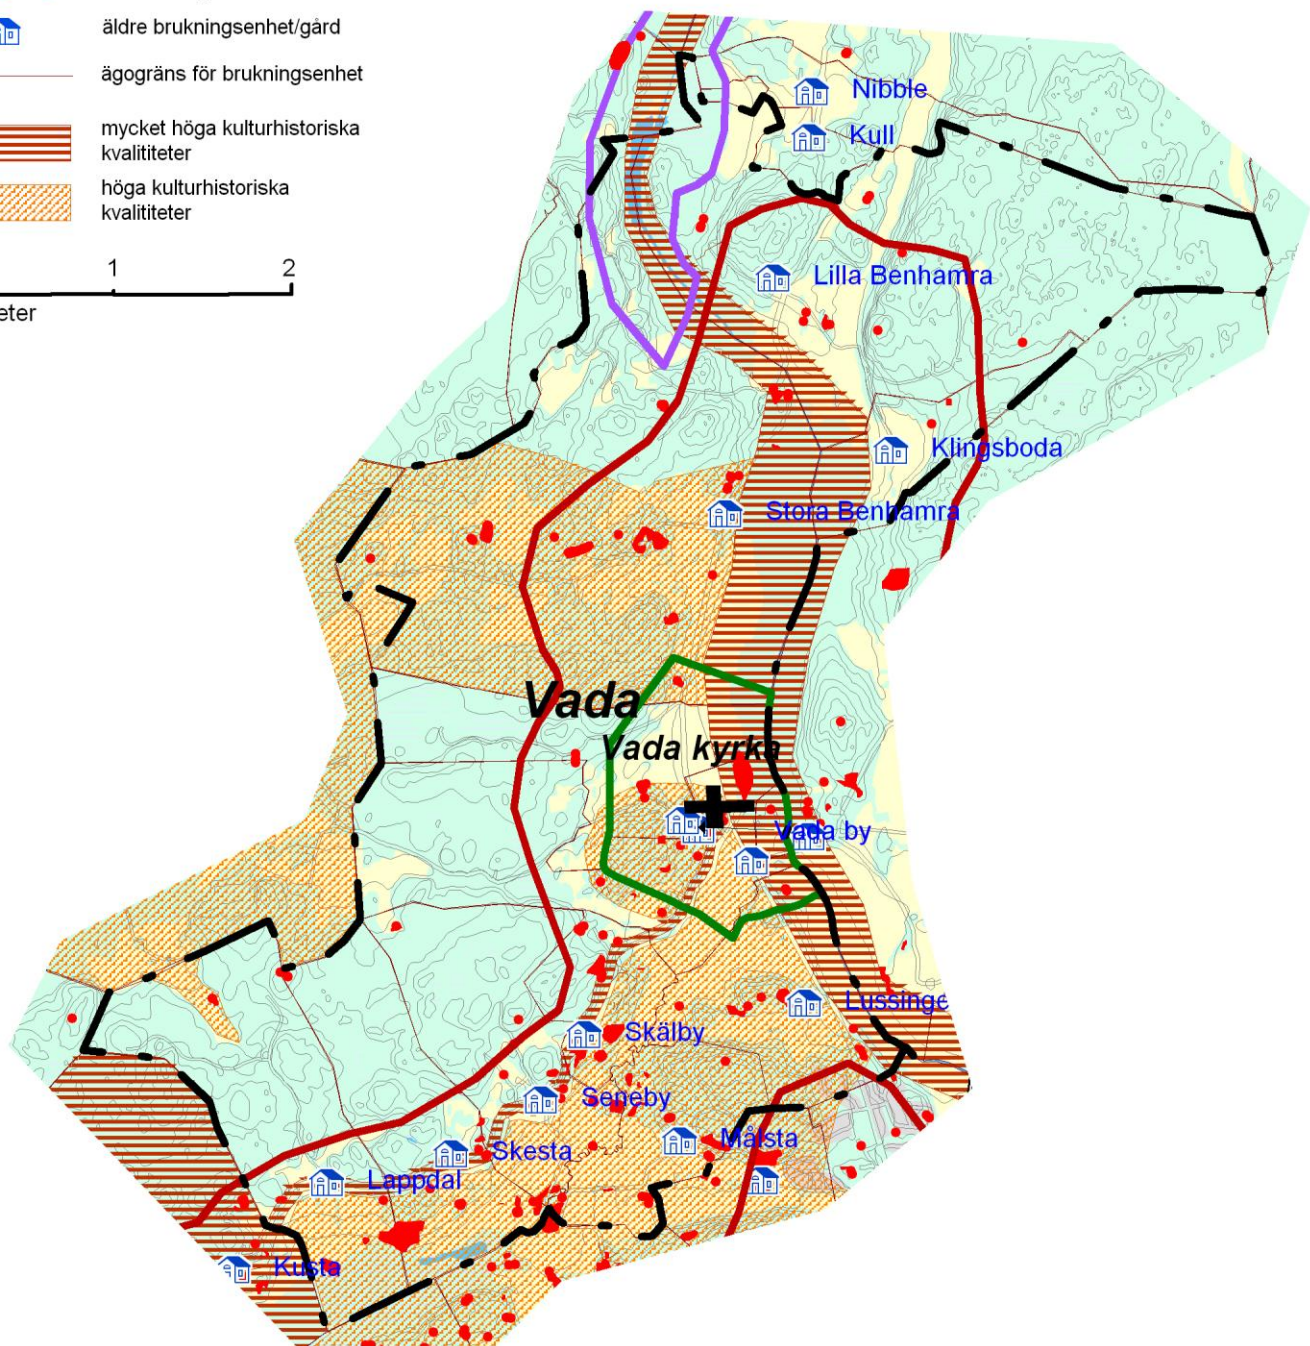 äldre brukningsenhet/gård
ägogräns för brukningsenhet
mycket höga kulturhistoriska
kvalititeter
höga kulturhistoriska
kvalititeter
1 2
eter
Nibble
Kull
Lilla Benhamra
Klingsboda
Stora Benhamra
Vada
Vada kyrka
Vada by
Lussinge
Skälby
Seneby
Målsta
Skesta
Lappdal
Kusta